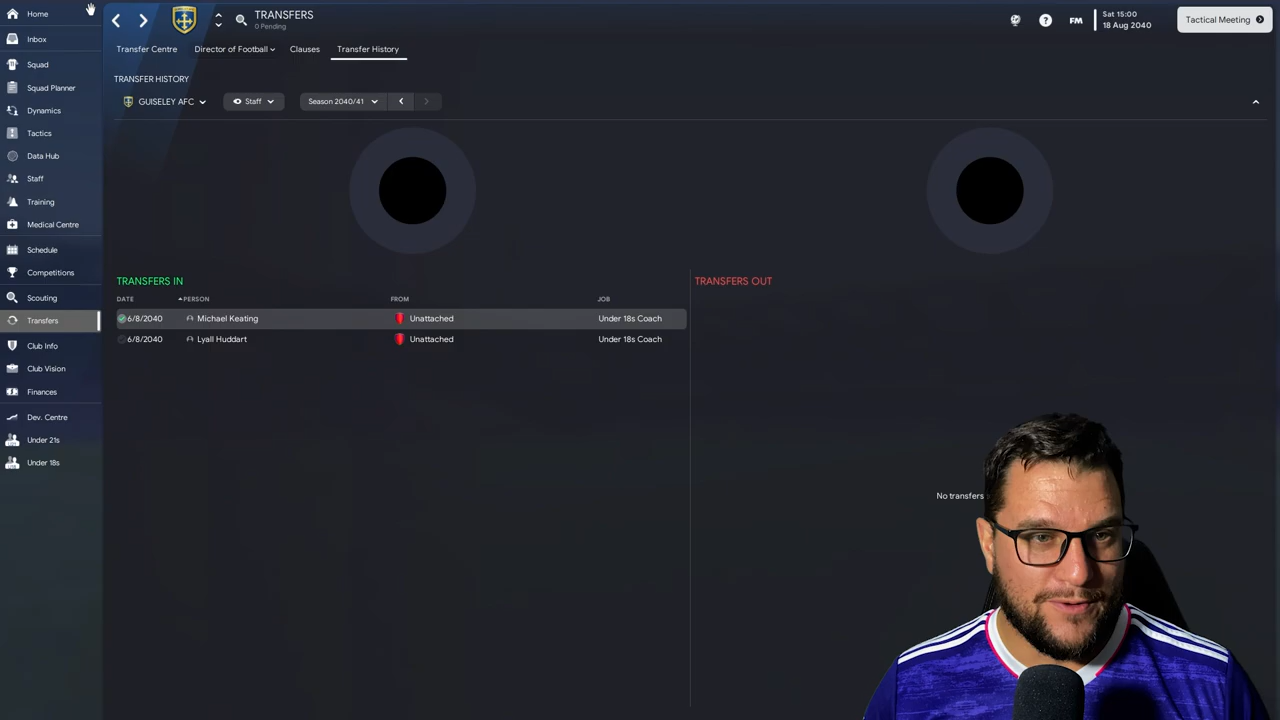 Home
Inbox
Squad
Squad Planner
Dynamics
Tactics
Data Hub
Staff
Training
Medical Centre
Schedule
Competitions
Scouting
Transfers
Club Info
Club Vision
Finances
Dev. Centre
Under 21s
Under 18s
TRANSFERS
0 Pending
? FM Sat 15:00
18 Aug 2040
Tactical Meeting
Transfer Centre Director of Football Clauses Transfer History
TRANSFER HISTORY
GUISELEY AFC Staff Season 2040/41
TRANSFERS IN
DATE PERSON FROM JOB
6/8/2040 Michael Keating Unattached Under 18s Coach
6/8/2040 Lyall Huddart Unattached Under 18s Coach
TRANSFERS OUT
No transfers